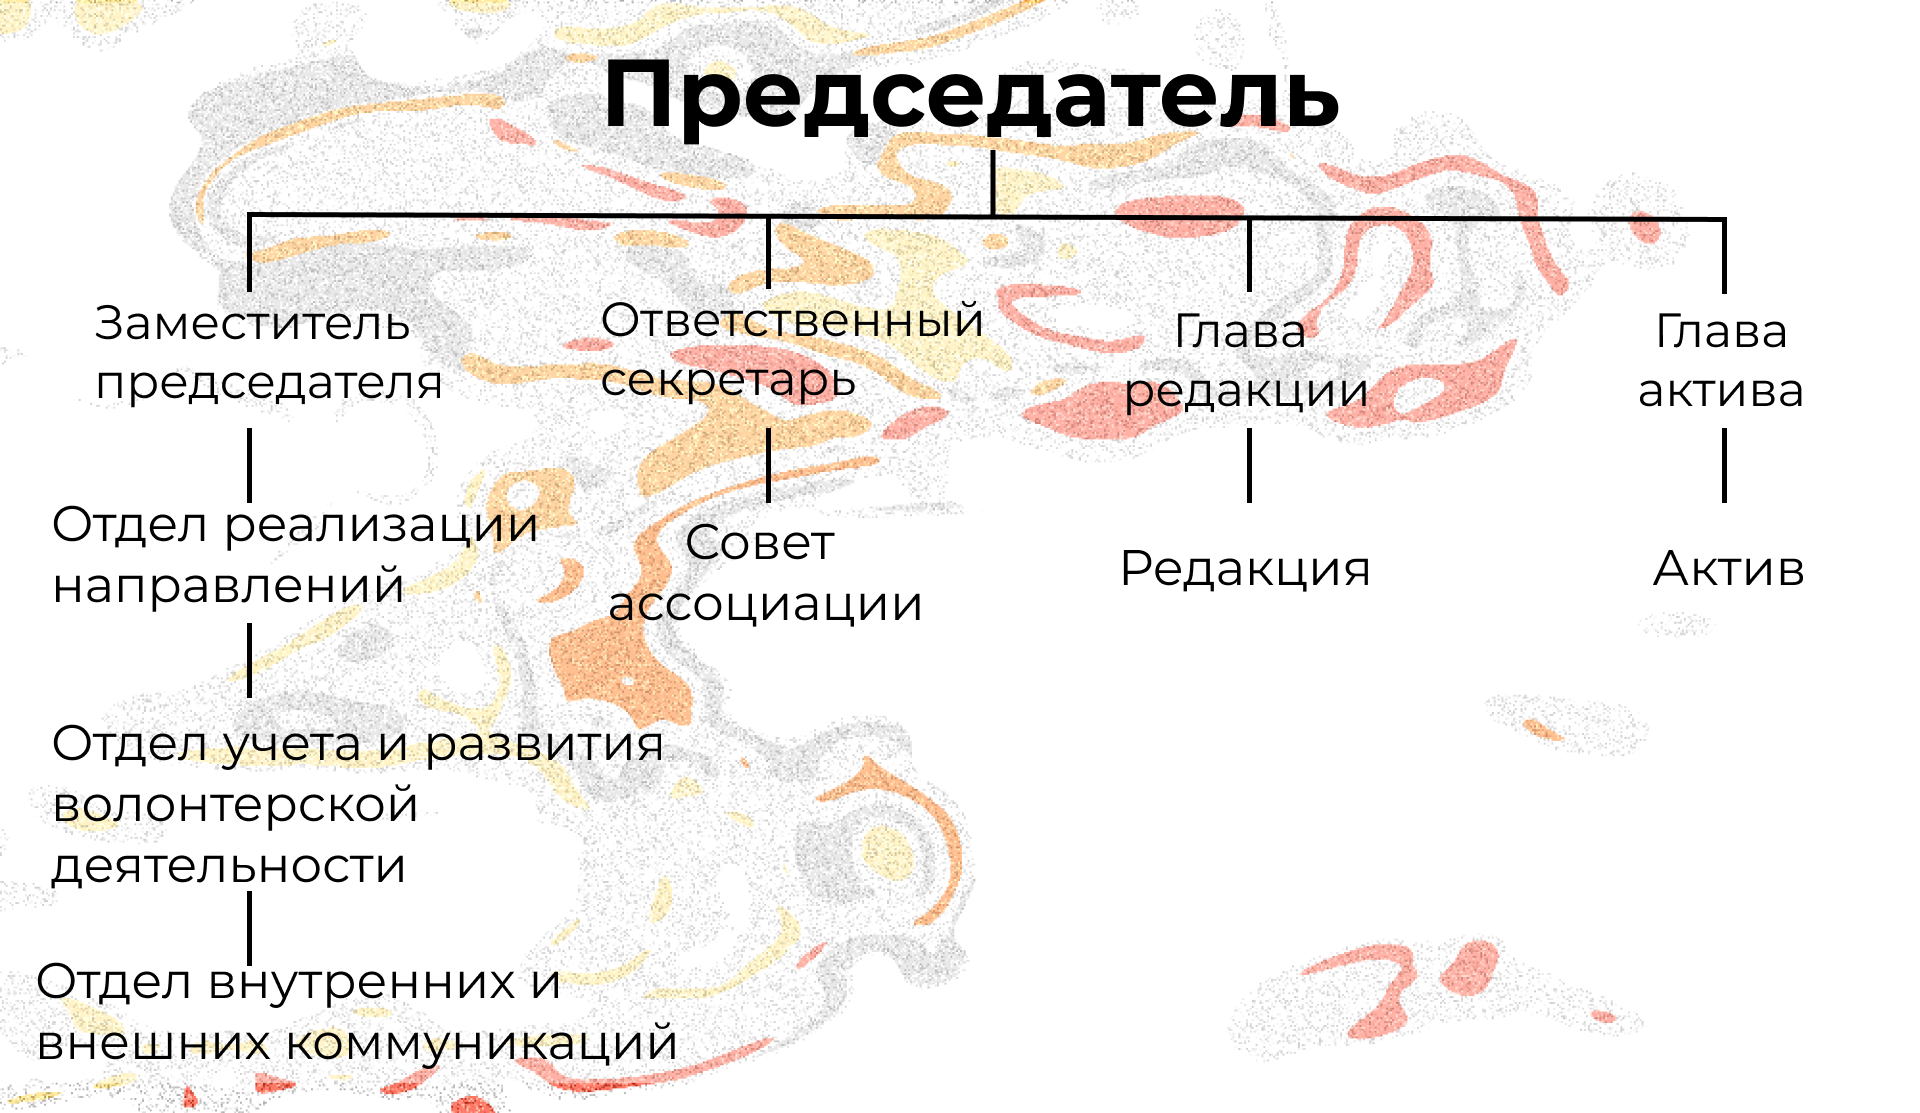 Председатель
Заместитель
председателя
Ответственный
секретарь
Глава
редакции
Глава
актива
Отдел реализации
направлений
Совет
ассоциации
Редакция
Актив
Отдел учета и развития
волонтерской
деятельности
Отдел внутренних и
внешних коммуникаций